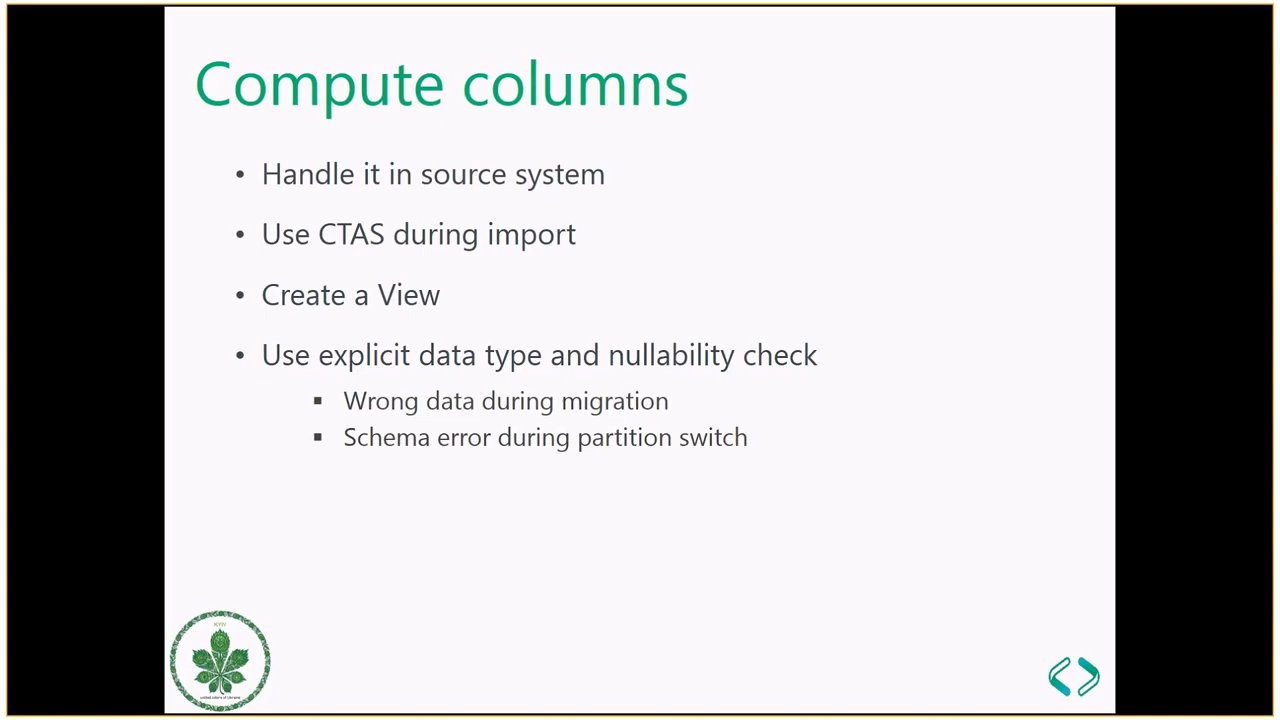 Compute columns
• Handle it in source system
• Use CTAS during import
• Create a View
• Use explicit data type and nullability check
▪ Wrong data during migration
▪ Schema error during partition switch
KYIV